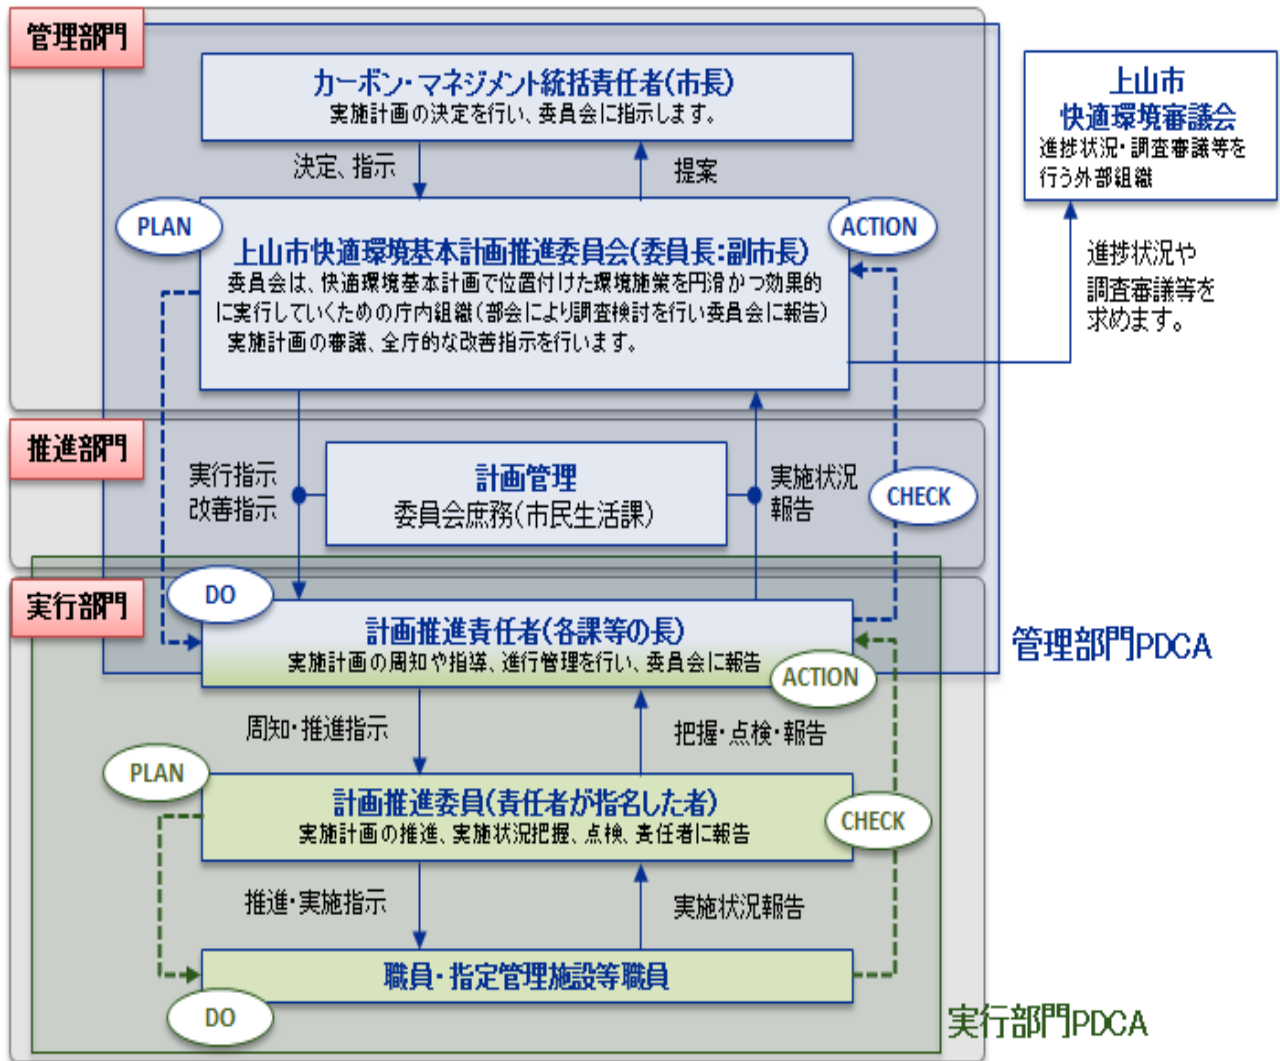 管理部門
カーボン・マネジメント統括責任者(市長)
実施計画の決定を行い、委員会に指示します。
上山市
快適環境審議会
進捗状況・調査審議等を
行う外部組織
決定、指示
提案
PLAN
ACTION
上山市快適環境基本計画推進委員会(委員長:副市長)
委員会は、快適環境基本計画で位置付けた環境施策を円滑かつ効果的
に実行していくための庁内組織(部会により調査検討を行い委員会に報告)
実施計画の審議、全庁的な改善指示を行います。
進捗状況や
調査審議等を
求めます。
推進部門
実行指示
改善指示
計画管理
委員会庶務(市民生活課)
実施状況
報告
CHECK
実行部門
DO
計画推進責任者(各課等の長)
実施計画の周知や指導、進行管理を行い、委員会に報告
ACTION
管理部門PDCA
周知・推進指示
把握・点検・報告
PLAN
計画推進委員(責任者が指名した者)
実施計画の推進、実施状況把握、点検、責任者に報告
CHECK
推進・実施指示
実施状況報告
職員・指定管理施設等職員
DO
実行部門PDCA